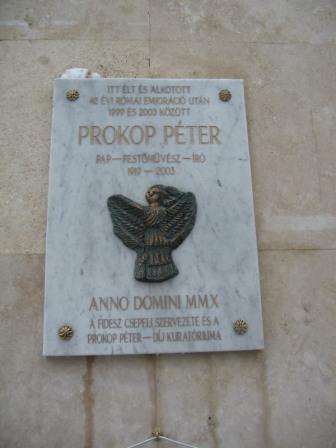 ITT ÉLT ÉS ALKOTOTT
42 ÉVI RÓMAI EMIGRÁCIÓ UTÁN
1999 ÉS 2003 KÖZÖTT
PROKOP PÉTER
PAP — FESTŐMŰVÉSZ — ÍRÓ
1919 — 2003
ANNO DOMINI MMX
A FIDESZ CSEPELI SZERVEZETE ÉS A
PROKOP PÉTER — DÍJ KURATÓRIUMA